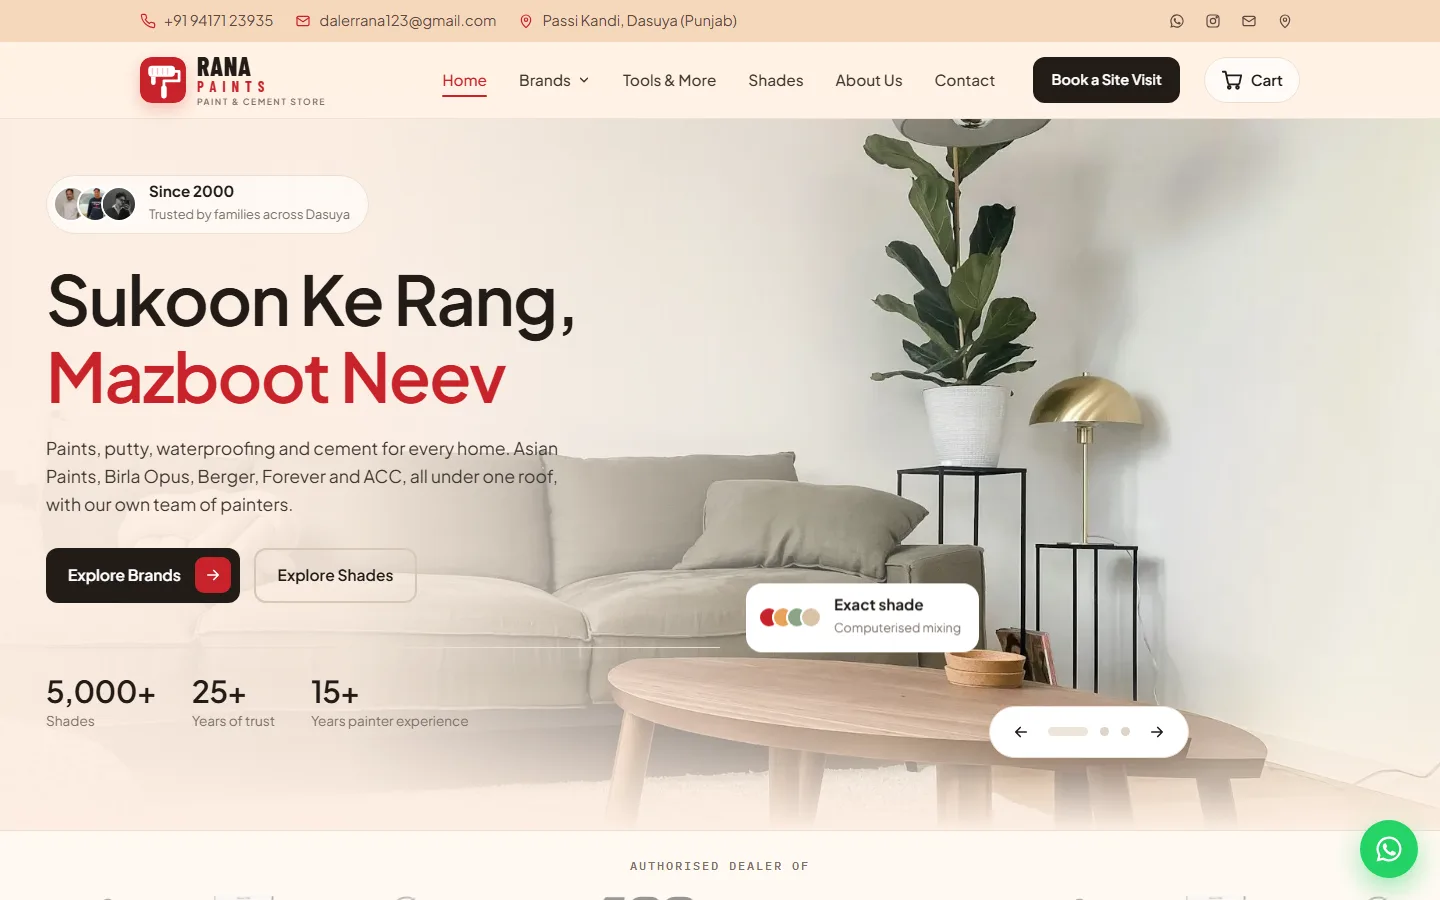 +91 94171 23935
dalerrana123@gmail.com
Passi Kandi, Dasuya (Punjab)
RANA
PAINTS
PAINT & CEMENT STORE
Home
Brands
Tools & More
Shades
About Us
Contact
Book a Site Visit
Cart
Since 2000
Trusted by families across Dasuya
Sukoon Ke Rang,
Mazboot Neev
Paints, putty, waterproofing and cement for every home. Asian
Paints, Birla Opus, Berger, Forever and ACC, all under one roof,
with our own team of painters.
Explore Brands
Explore Shades
Exact shade
Computerised mixing
5,000+
Shades
25+
Years of trust
15+
Years painter experience
AUTHORISED DEALER OF